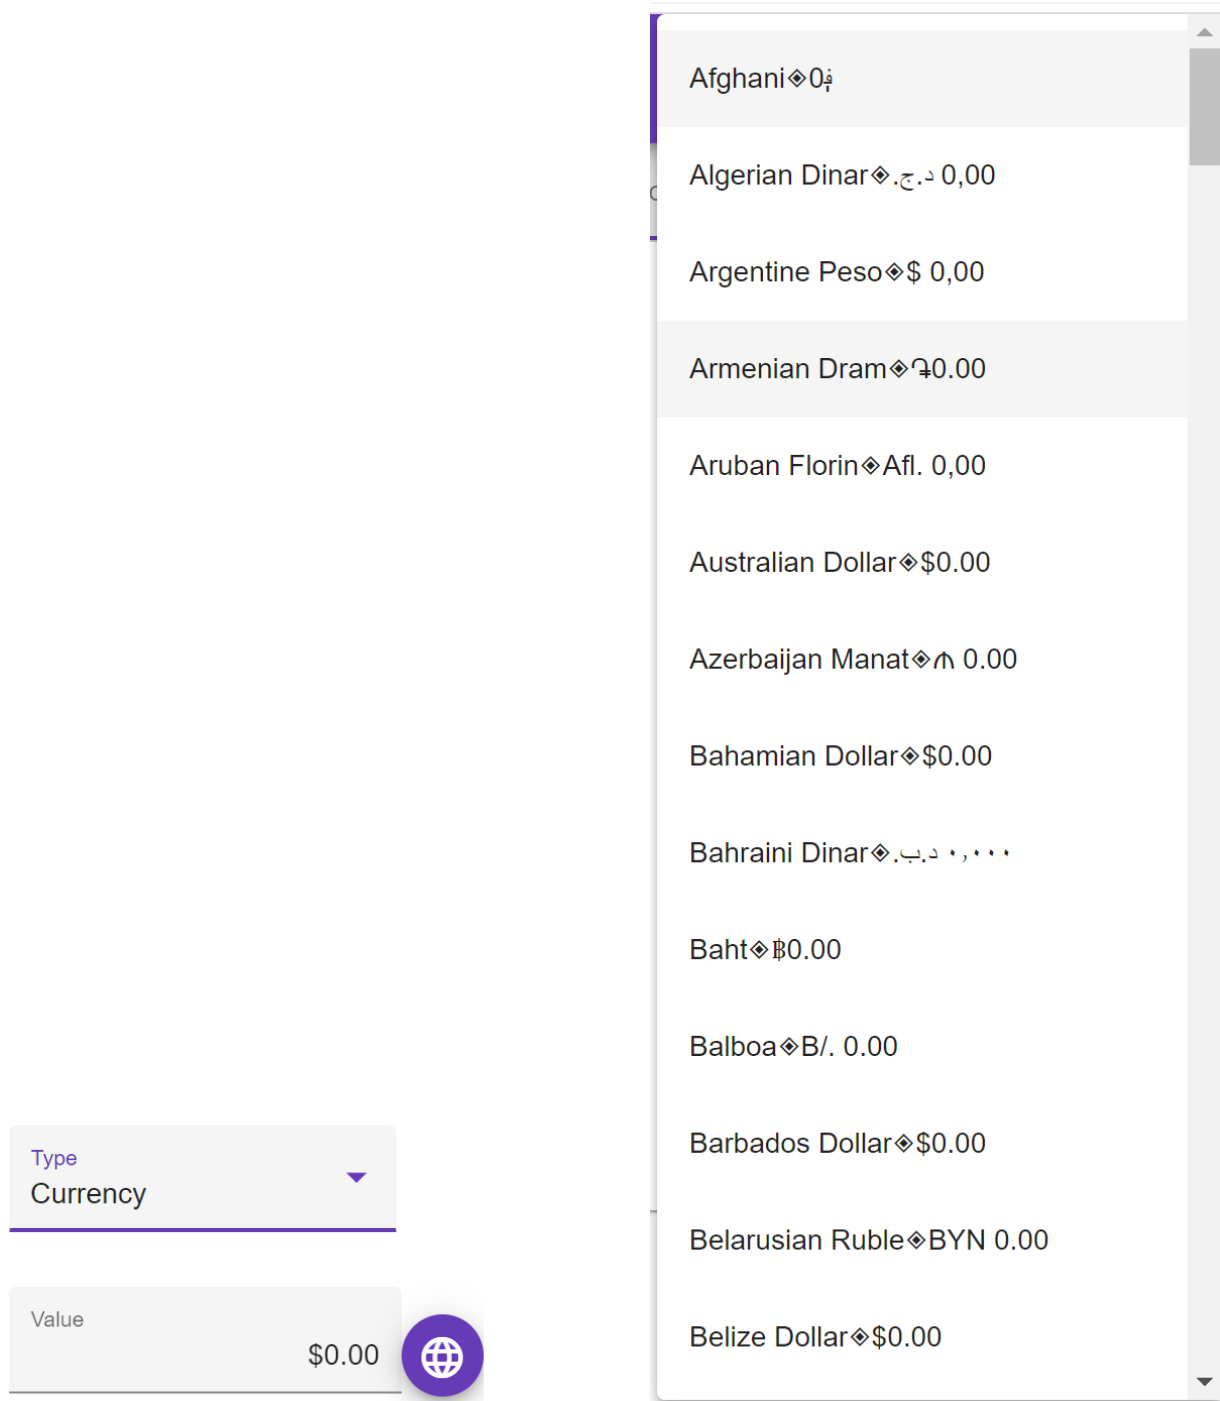 Afghani◈0؋
Algerian Dinar◈د.ج.‏ 0,00
Argentine Peso◈$ 0,00
Armenian Dram◈֏0.00
Aruban Florin◈Afl. 0,00
Australian Dollar◈$0.00
Azerbaijan Manat◈₼ 0.00
Bahamian Dollar◈$0.00
Bahraini Dinar◈د.ب.‏ ٠٫٠٠٠
Baht◈฿0.00
Balboa◈B/. 0.00
Barbados Dollar◈$0.00
Belarusian Ruble◈BYN 0.00
Belize Dollar◈$0.00
Type
Currency
Value
$0.00